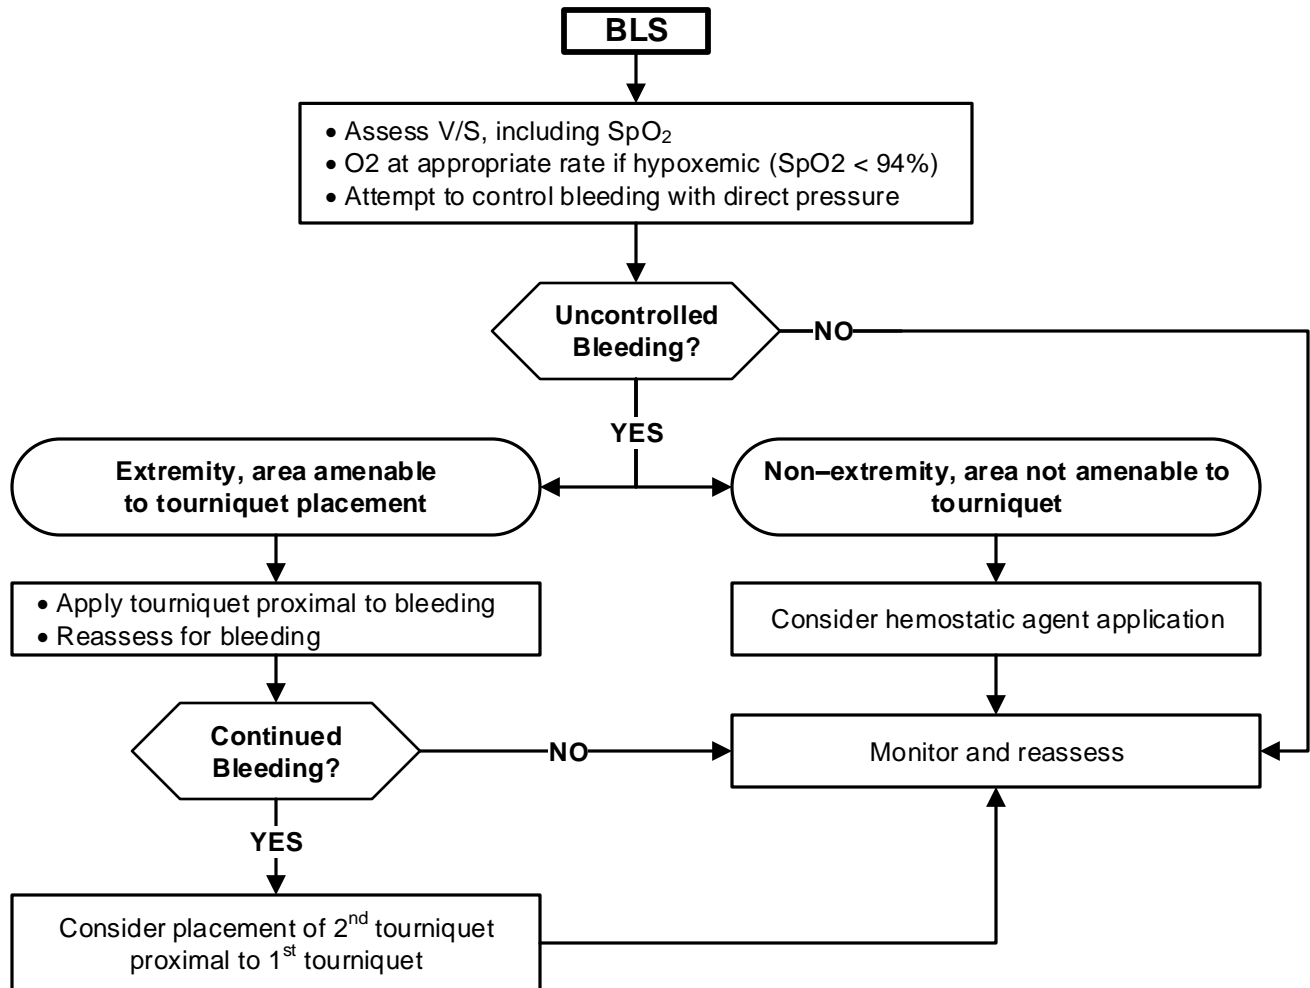 BLS
• Assess V/S, including SpO₂
• O2 at appropriate rate if hypoxemic (SpO2 < 94%)
• Attempt to control bleeding with direct pressure
Uncontrolled
Bleeding?
NO
YES
Extremity, area amenable
to tourniquet placement
Non–extremity, area not amenable to
tourniquet
• Apply tourniquet proximal to bleeding
• Reassess for bleeding
Consider hemostatic agent application
Continued
Bleeding?
NO
Monitor and reassess
YES
Consider placement of 2nd tourniquet
proximal to 1st tourniquet